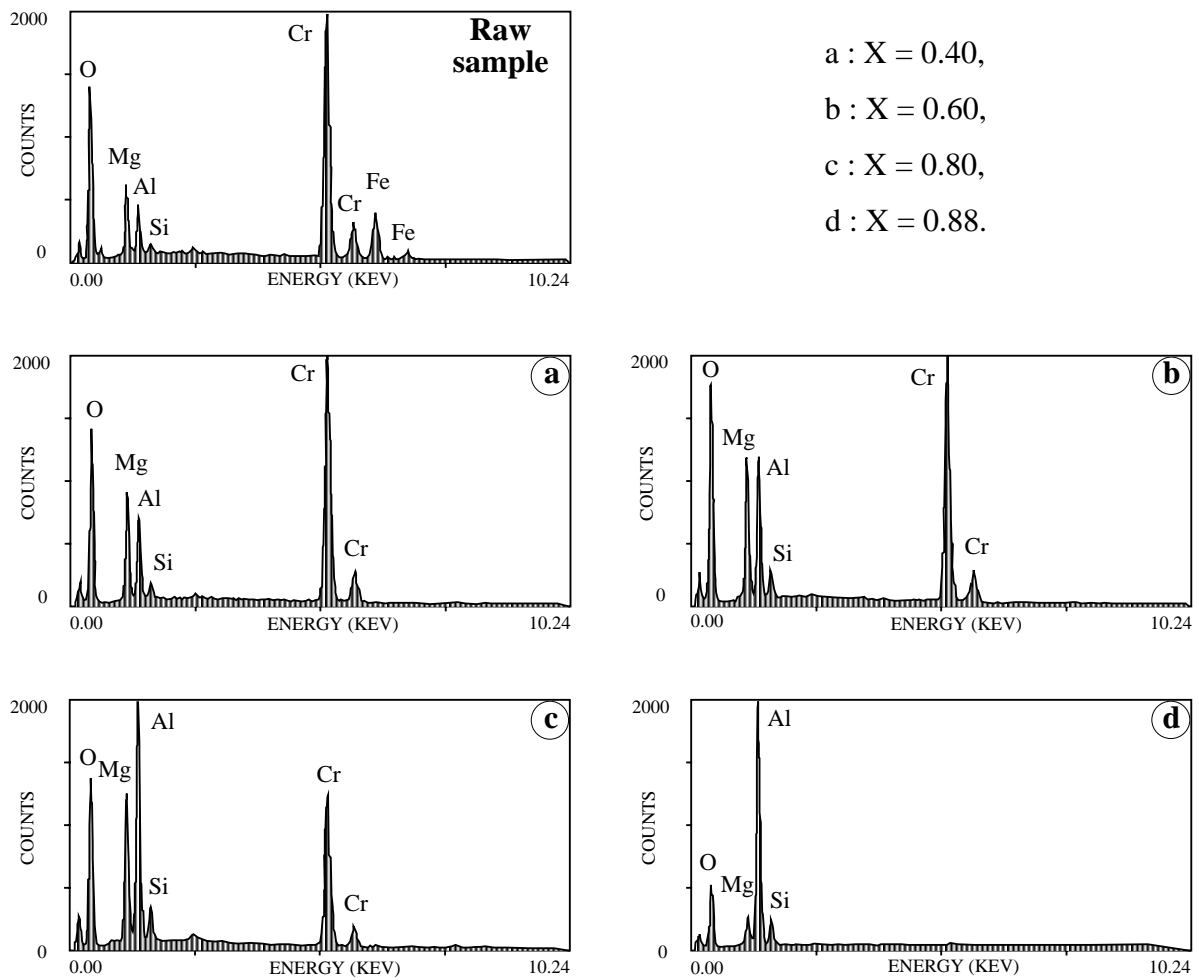 2000
Cr
Raw
sample
O
COUNTS
Mg
Al
Si
Cr
Fe
Fe
0
0.00
ENERGY (KEV)
10.24
a : X = 0.40,
b : X = 0.60,
c : X = 0.80,
d : X = 0.88.
2000
Cr
a
O
COUNTS
Mg
Al
Si
Cr
0
0.00
ENERGY (KEV)
10.24
2000
O
Cr
b
COUNTS
Mg
Al
Si
Cr
0
0.00
ENERGY (KEV)
10.24
2000
Al
c
O
Mg
Cr
COUNTS
Si
Cr
0
0.00
ENERGY (KEV)
10.24
2000
Al
d
COUNTS
O
Mg
Si
0
0.00
ENERGY (KEV)
10.24